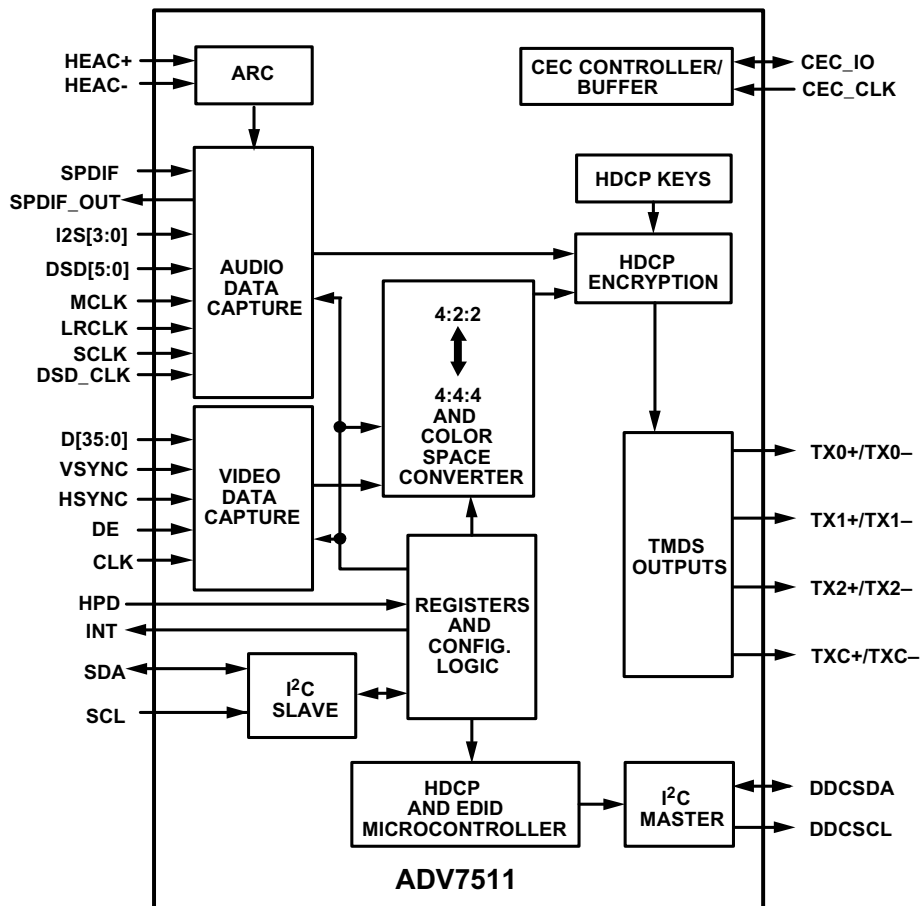 HEAC+
HEAC-
ARC
CEC CONTROLLER/
BUFFER
CEC_IO
CEC_CLK
SPDIF
SPDIF_OUT
I2S[3:0]
DSD[5:0]
MCLK
LRCLK
SCLK
DSD_CLK
AUDIO
DATA
CAPTURE
HDCP KEYS
HDCP
ENCRYPTION
4:2:2
4:4:4
AND
COLOR
SPACE
CONVERTER
D[35:0]
VSYNC
HSYNC
DE
CLK
VIDEO
DATA
CAPTURE
TMDS
OUTPUTS
TX0+/TX0–
TX1+/TX1–
TX2+/TX2–
TXC+/TXC–
HPD
INT
SDA
SCL
REGISTERS
AND
CONFIG.
LOGIC
I²C
SLAVE
HDCP
AND EDID
MICROCONTROLLER
I²C
MASTER
DDCSDA
DDCSCL
ADV7511